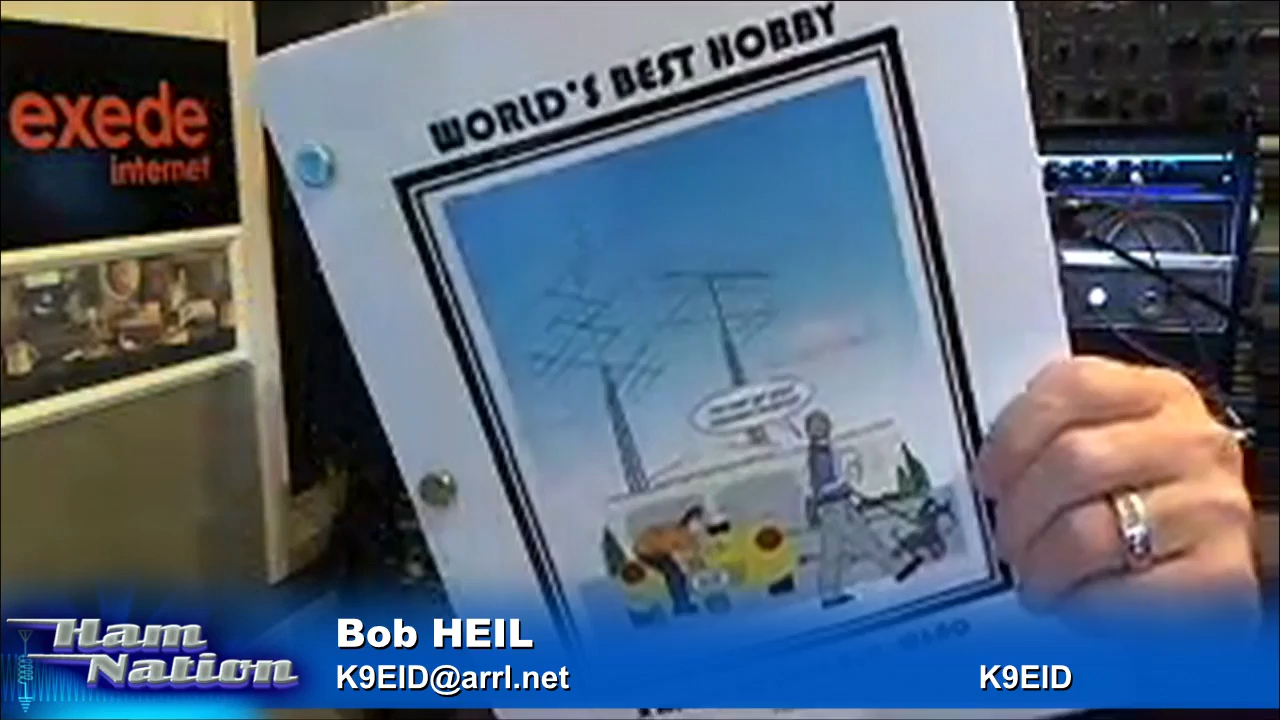 WORLD'S BEST HOBBY
exede
internet
Ham
Nation
Bob HEIL
K9EID@arrl.net
K9EID